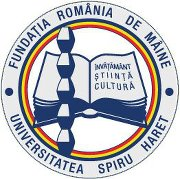 FUNDAȚIA ROMÂNIA DE MÂINE
ÎNVĂȚĂMÂNT
ȘTIINȚĂ
CULTURĂ
UNIVERSITATEA SPIRU HARET